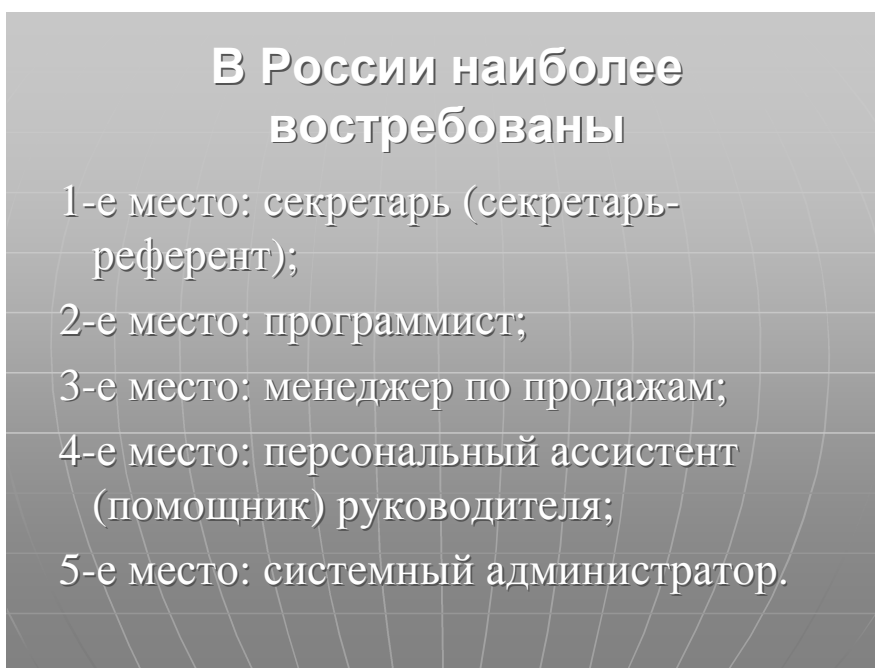 В России наиболее
востребованы
1-е место: секретарь (секретарь-
референт);
2-е место: программист;
3-е место: менеджер по продажам;
4-е место: персональный ассистент
(помощник) руководителя;
5-е место: системный администратор.